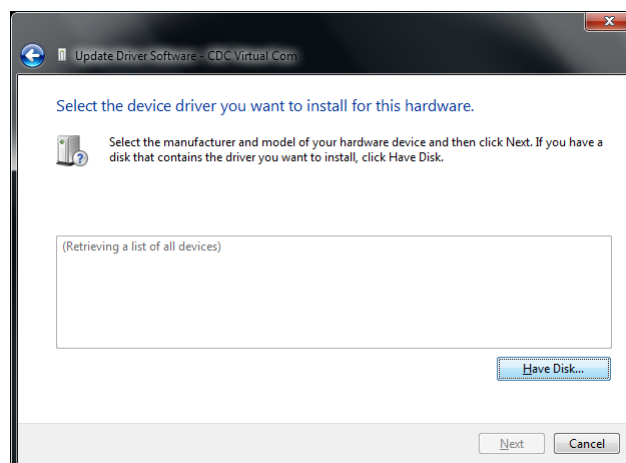 Update Driver Software - CDC Virtual Com
Select the device driver you want to install for this hardware.
Select the manufacturer and model of your hardware device and then click Next. If you have a
disk that contains the driver you want to install, click Have Disk.
(Retrieving a list of all devices)
Have Disk...
Next
Cancel